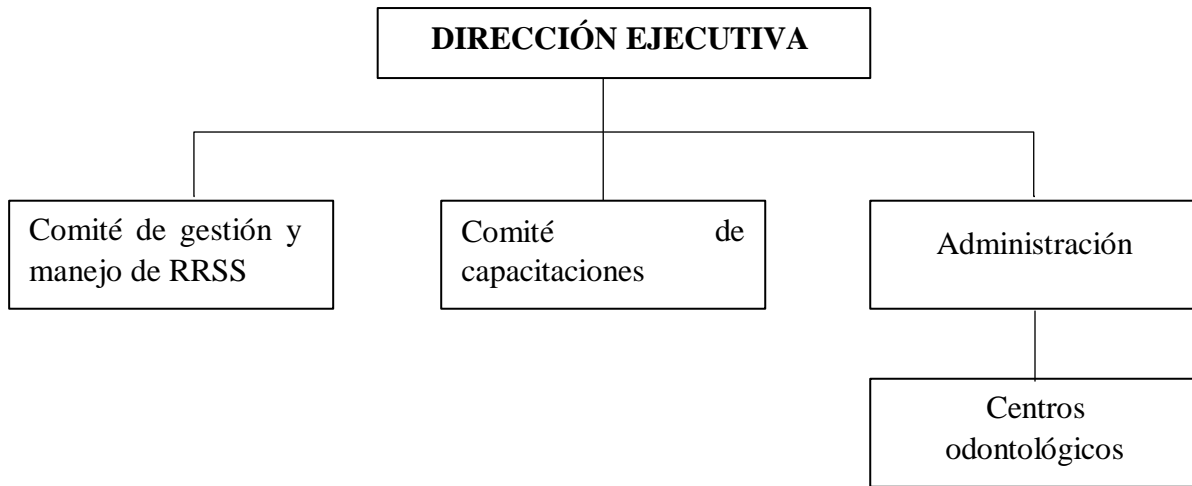 DIRECCIÓN EJECUTIVA
Comité de gestión y
manejo de RRSS
Comité de
capacitaciones
Administración
Centros
odontológicos